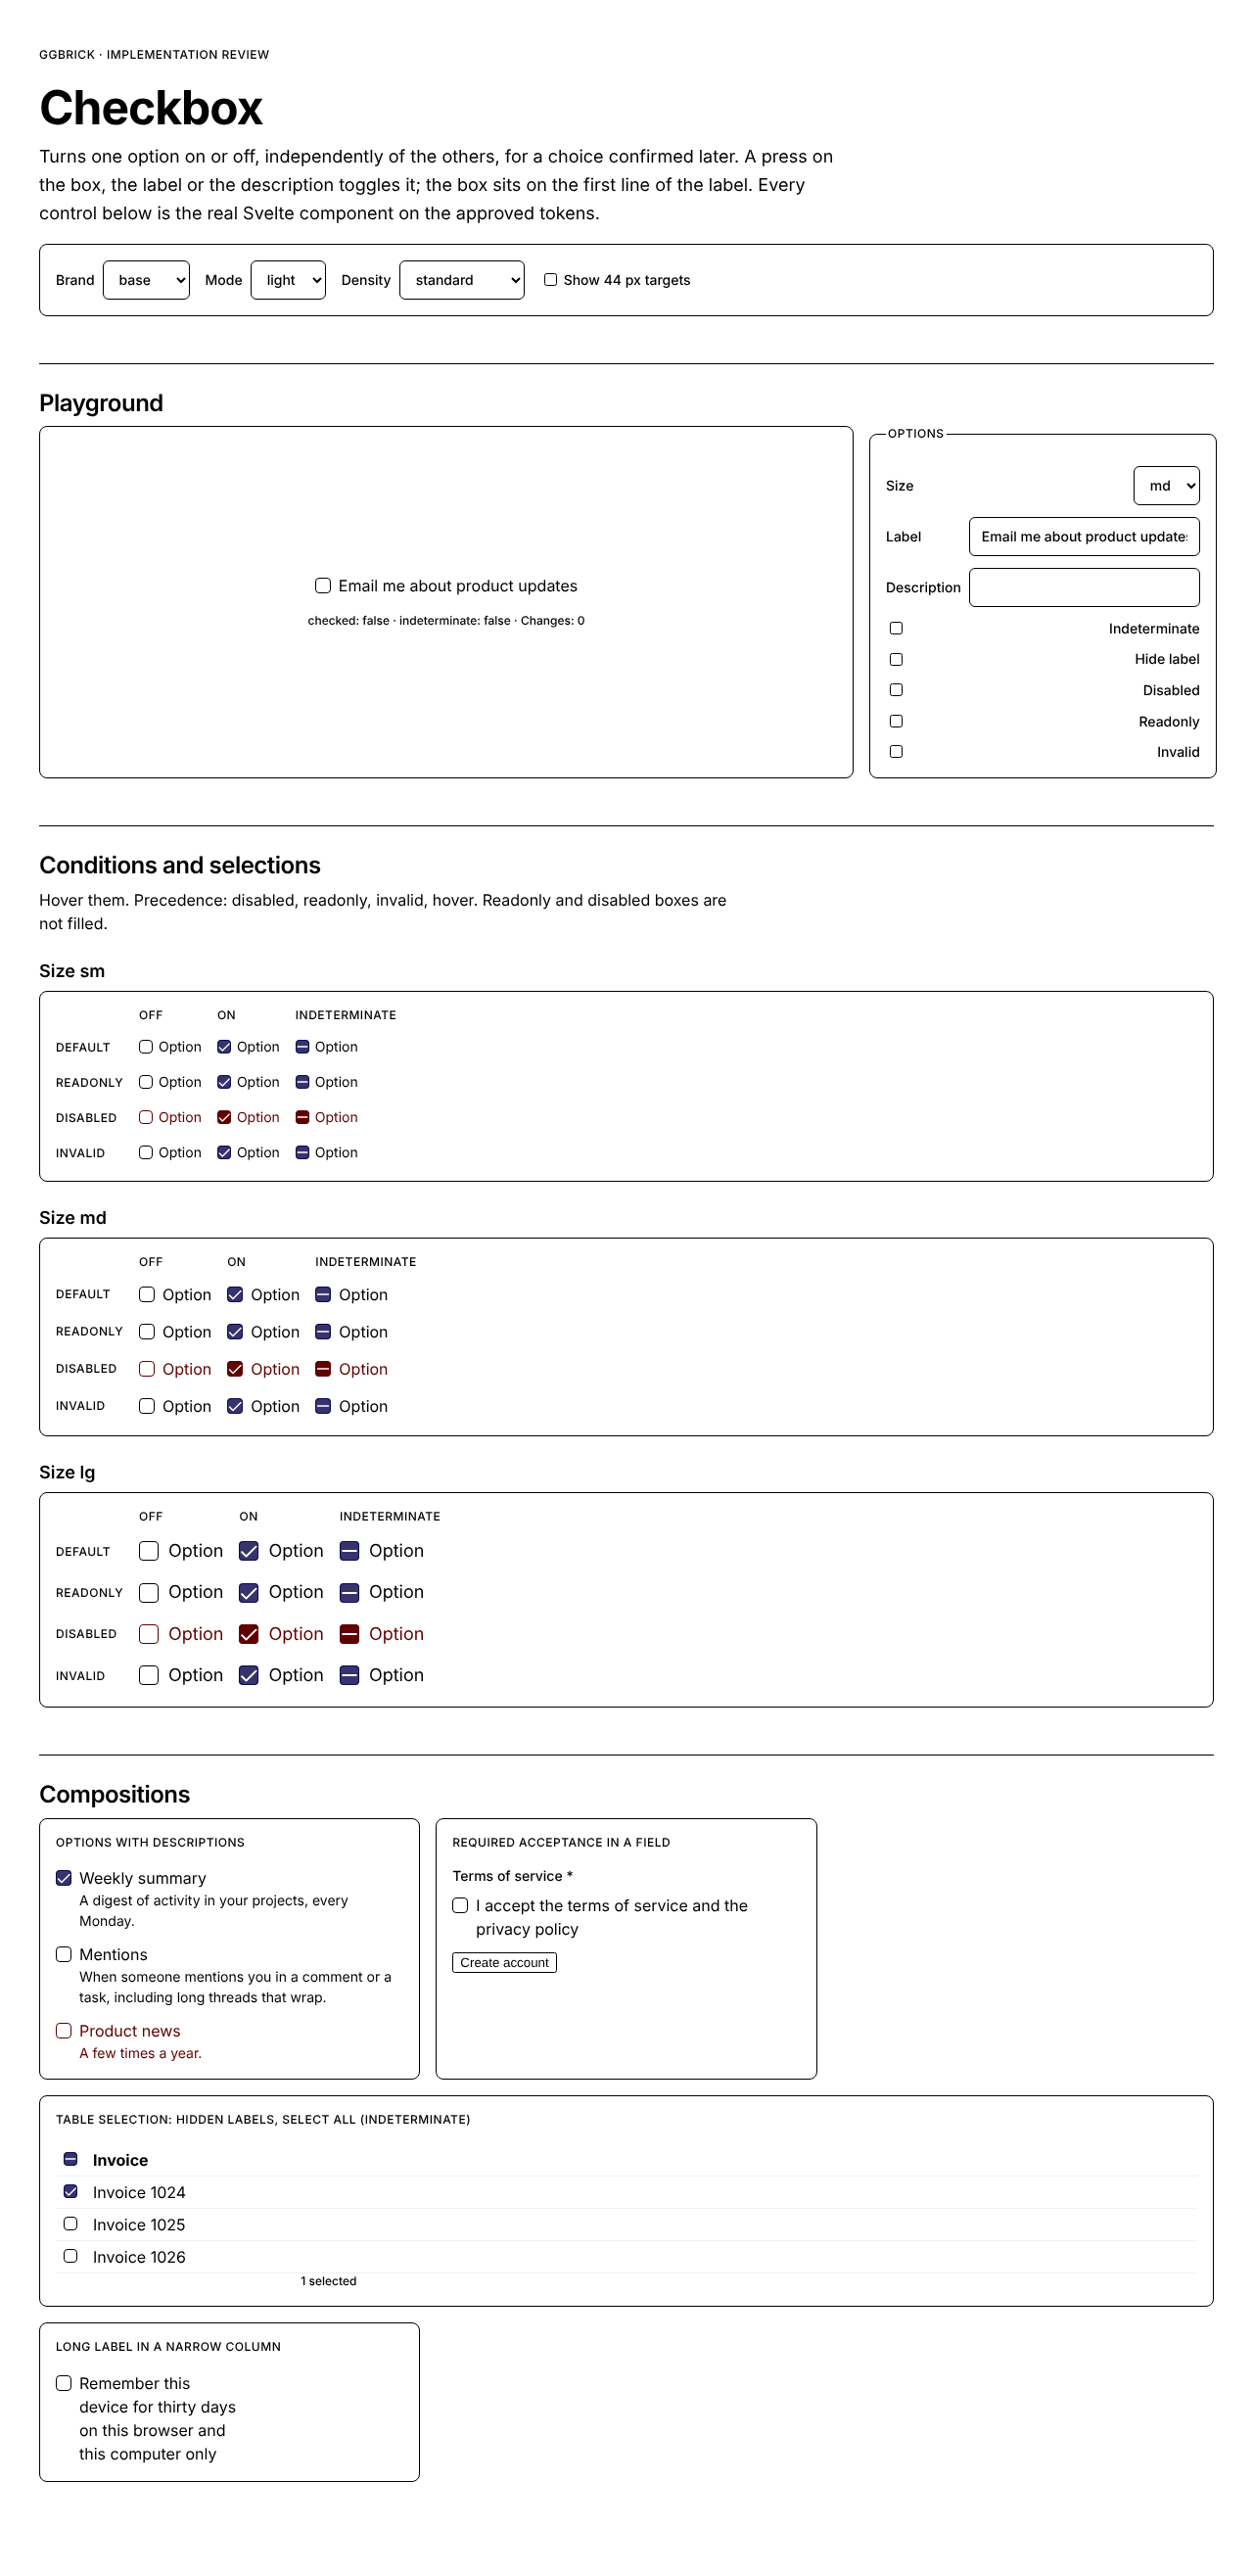 GGBRICK · IMPLEMENTATION REVIEW
Checkbox
Turns one option on or off, independently of the others, for a choice confirmed later. A press on
the box, the label or the description toggles it; the box sits on the first line of the label. Every
control below is the real Svelte component on the approved tokens.
Brand base Mode light Density standard Show 44 px targets
Playground
OPTIONS
Size md
Label Email me about product updates
Description
Indeterminate
Hide label
Disabled
Readonly
Invalid
Email me about product updates
checked: false · indeterminate: false · Changes: 0
Conditions and selections
Hover them. Precedence: disabled, readonly, invalid, hover. Readonly and disabled boxes are
not filled.
Size sm
OFF ON INDETERMINATE
DEFAULT Option Option Option
READONLY Option Option Option
DISABLED Option Option Option
INVALID Option Option Option
Size md
OFF ON INDETERMINATE
DEFAULT Option Option Option
READONLY Option Option Option
DISABLED Option Option Option
INVALID Option Option Option
Size lg
OFF ON INDETERMINATE
DEFAULT Option Option Option
READONLY Option Option Option
DISABLED Option Option Option
INVALID Option Option Option
Compositions
OPTIONS WITH DESCRIPTIONS
Weekly summary
A digest of activity in your projects, every
Monday.
Mentions
When someone mentions you in a comment or a
task, including long threads that wrap.
Product news
A few times a year.
REQUIRED ACCEPTANCE IN A FIELD
Terms of service *
I accept the terms of service and the
privacy policy
Create account
TABLE SELECTION: HIDDEN LABELS, SELECT ALL (INDETERMINATE)
Invoice
Invoice 1024
Invoice 1025
Invoice 1026
1 selected
LONG LABEL IN A NARROW COLUMN
Remember this
device for thirty days
on this browser and
this computer only